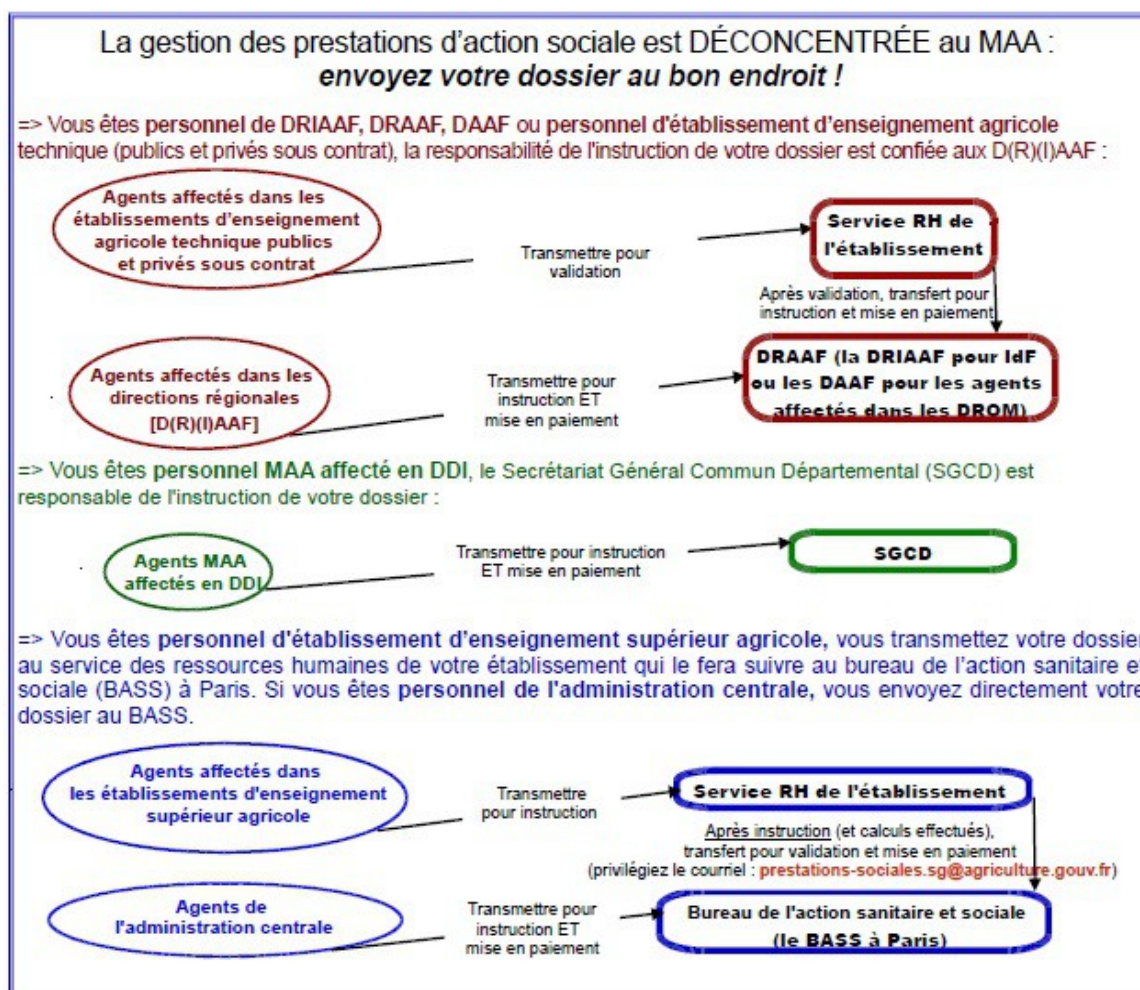 La gestion des prestations d'action sociale est DÉCONCENTRÉE au MAA :
envoyez votre dossier au bon endroit !
=> Vous êtes personnel de DRIAAF, DRAAF, DAAF ou personnel d'établissement d'enseignement agricole
technique (publics et privés sous contrat), la responsabilité de l'instruction de votre dossier est confiée aux D(R)(I)AAF :
Agents affectés dans les
établissements d'enseignement
agricole technique publics
et privés sous contrat
Transmettre pour
validation
Service RH de
l'établissement
Après validation, transfert pour
instruction et mise en paiement
Agents affectés dans les
directions régionales
[D(R)(I)AAF]
Transmettre pour
instruction ET
mise en paiement
DRAAF (la DRIAAF pour IdF
ou les DAAF pour les agents
affectés dans les DROM)
=> Vous êtes personnel MAA affecté en DDI, le Secrétariat Général Commun Départemental (SGCD) est
responsable de l'instruction de votre dossier :
Agents MAA
affectés en DDI
Transmettre pour instruction
ET mise en paiement
SGCD
=> Vous êtes personnel d'établissement d'enseignement supérieur agricole, vous transmettez votre dossier
au service des ressources humaines de votre établissement qui le fera suivre au bureau de l'action sanitaire et
sociale (BASS) à Paris. Si vous êtes personnel de l'administration centrale, vous envoyez directement votre
dossier au BASS.
Agents affectés dans
les établissements d'enseignement
supérieur agricole
Transmettre
pour instruction
Service RH de l'établissement
Après instruction (et calculs effectués),
transfert pour validation et mise en paiement
(privilégiez le courriel : prestations-sociales.sg@agriculture.gouv.fr)
Agents de
l'administration centrale
Transmettre pour
instruction ET
mise en paiement
Bureau de l'action sanitaire et sociale
(le BASS à Paris)